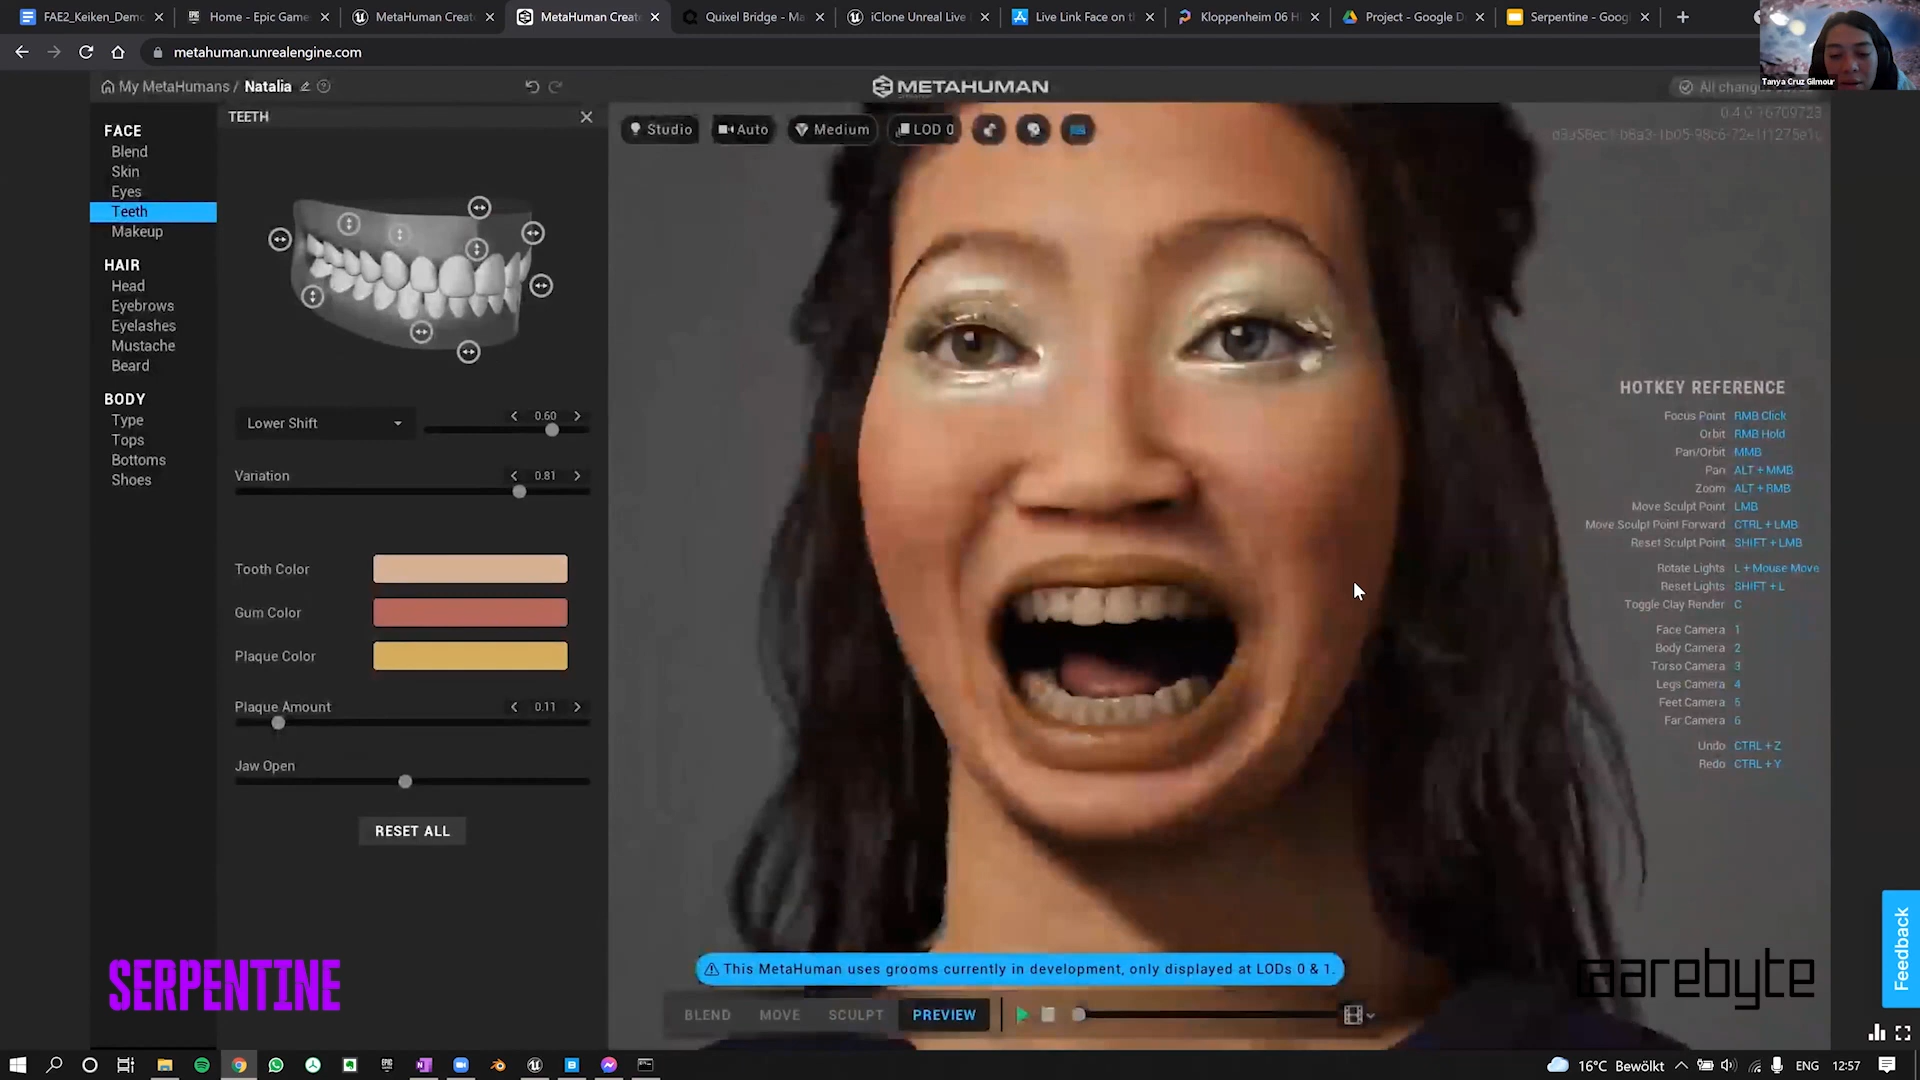 FAE2_Keiken_Demo
Home - Epic Game
MetaHuman Create
MetaHuman Create
Quixel Bridge - Ma
iClone Unreal Live
Live Link Face on t
Kloppenheim 06 H
Project - Google D
Serpentine - Goog
metahuman.unrealengine.com
Tanya Cruz Gilmour
My MetaHumans / Natalia
METAHUMAN
All chang
0.4.0.16709723
FACE
Blend
Skin
Eyes
Teeth
Makeup
HAIR
Head
Eyebrows
Eyelashes
Mustache
Beard
BODY
Type
Tops
Bottoms
Shoes
TEETH
Lower Shift
0.60
Variation
0.81
Tooth Color
Gum Color
Plaque Color
Plaque Amount
0.11
Jaw Open
RESET ALL
Studio
Auto
Medium
LOD 0
HOTKEY REFERENCE
Focus Point RMB Click
Orbit RMB Hold
Pan/Orbit MMB
Pan ALT + MMB
Zoom ALT + RMB
Move Sculpt Point LMB
Move Sculpt Point Forward CTRL + LMB
Reset Sculpt Point SHIFT + LMB
Rotate Lights L + Mouse Move
Reset Lights SHIFT + L
Toggle Clay Render C
Face Camera 1
Body Camera 2
Torso Camera 3
Legs Camera 4
Feet Camera 5
Far Camera 6
Undo CTRL + Z
Redo CTRL + Y
This MetaHuman uses grooms currently in development, only displayed at LODs 0 & 1.
BLEND
MOVE
SCULPT
PREVIEW
Feedback
SERPENTINE
arebyte
16°C Bewölkt
ENG
12:57